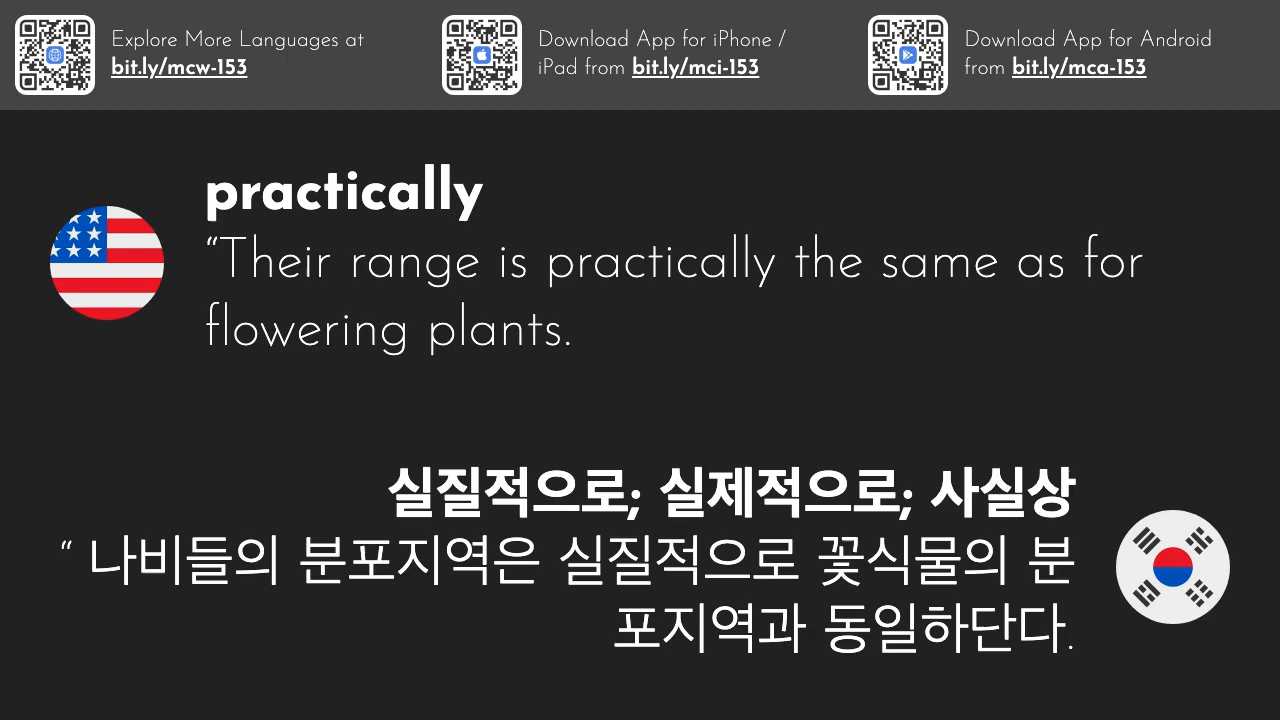 Explore More Languages at
bit.ly/mcw-153
Download App for iPhone /
iPad from bit.ly/mci-153
Download App for Android
from bit.ly/mca-153
practically
“Their range is practically the same as for
flowering plants.
실질적으로; 실제적으로; 사실상
“ 나비들의 분포지역은 실질적으로 꽃식물의 분
포지역과 동일하단다.